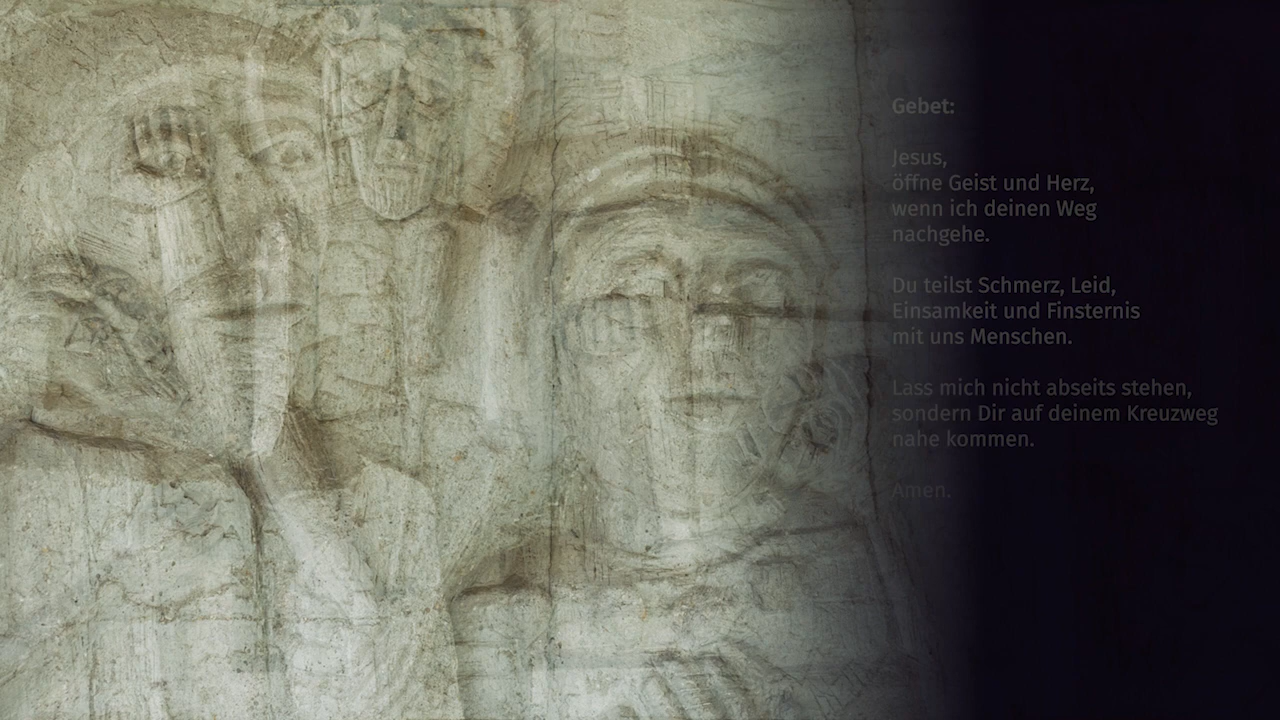 Gebet:
Jesus,
öffne Geist und Herz,
wenn ich deinen Weg
nachgehe.
Du teilst Schmerz, Leid,
Einsamkeit und Finsternis
mit uns Menschen.
Lass mich nicht abseits stehen,
sondern Dir auf deinem Kreuzweg
nahe kommen.
Amen.